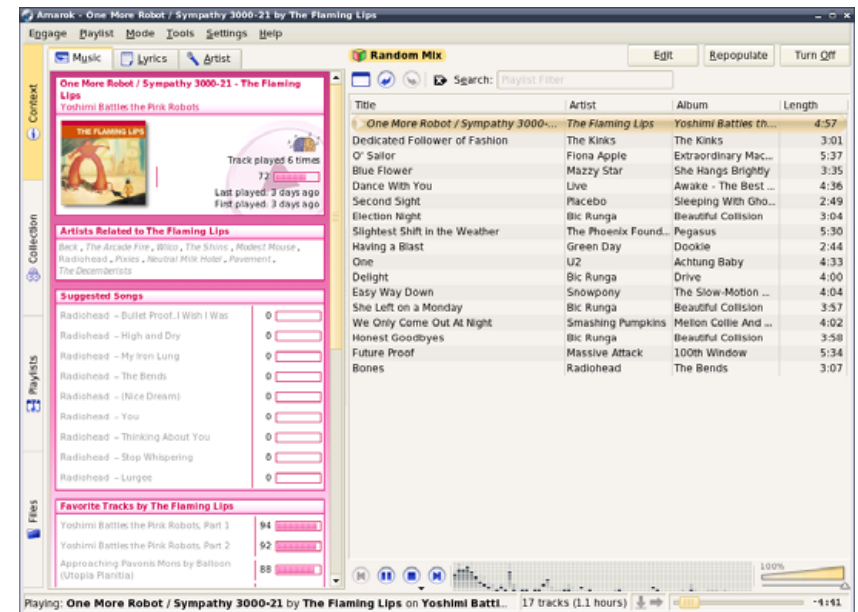 Amarok - One More Robot / Sympathy 3000-21 by The Flaming Lips
Engage Playlist Mode Tools Settings Help
Context
Collection
Playlists
Files
Music Lyrics Artist
One More Robot / Sympathy 3000-21 - The Flaming
Lips
Yoshimi Battles the Pink Robots
THE FLAMING LIPS
Track played 6 times
72
Last played: 3 days ago
First played: 3 days ago
Artists Related to The Flaming Lips
Beck , The Arcade Fire , Wilco , The Shins , Modest Mouse ,
Radiohead , Pixies , Neutral Milk Hotel , Pavement ,
The Decemberists
Suggested Songs
Radiohead – Bullet Proof..I Wish I Was 0
Radiohead – High and Dry 0
Radiohead – My Iron Lung 0
Radiohead – The Bends 0
Radiohead – (Nice Dream) 0
Radiohead – You 0
Radiohead – Thinking About You 0
Radiohead – Stop Whispering 0
Radiohead – Lurgee 0
Favorite Tracks by The Flaming Lips
Yoshimi Battles the Pink Robots, Part 1 94
Yoshimi Battles the Pink Robots, Part 2 92
Approaching Pavonis Mons by Balloon
(Utopia Planitia) 88
Random Mix Edit Repopulate Turn Off
Search: Playlist Filter
Title Artist Album Length
One More Robot / Sympathy 3000-... The Flaming Lips Yoshimi Battles th... 4:57
Dedicated Follower of Fashion The Kinks The Kinks 3:01
O' Sailor Fiona Apple Extraordinary Mac... 5:37
Blue Flower Mazzy Star She Hangs Brightly 3:35
Dance With You Live Awake - The Best ... 4:36
Second Sight Placebo Sleeping With Gho... 2:49
Election Night Bic Runga Beautiful Collision 3:04
Slightest Shift in the Weather The Phoenix Found... Pegasus 5:30
Having a Blast Green Day Dookie 2:44
One U2 Achtung Baby 4:33
Delight Bic Runga Drive 4:00
Easy Way Down Snowpony The Slow-Motion ... 4:04
She Left on a Monday Bic Runga Beautiful Collision 3:57
We Only Come Out At Night Smashing Pumpkins Mellon Collie And ... 4:02
Honest Goodbyes Bic Runga Beautiful Collision 3:58
Future Proof Massive Attack 100th Window 5:34
Bones Radiohead The Bends 3:07
100%
Playing: One More Robot / Sympathy 3000-21 by The Flaming Lips on Yoshimi Battl... 17 tracks (1.1 hours) -4:41